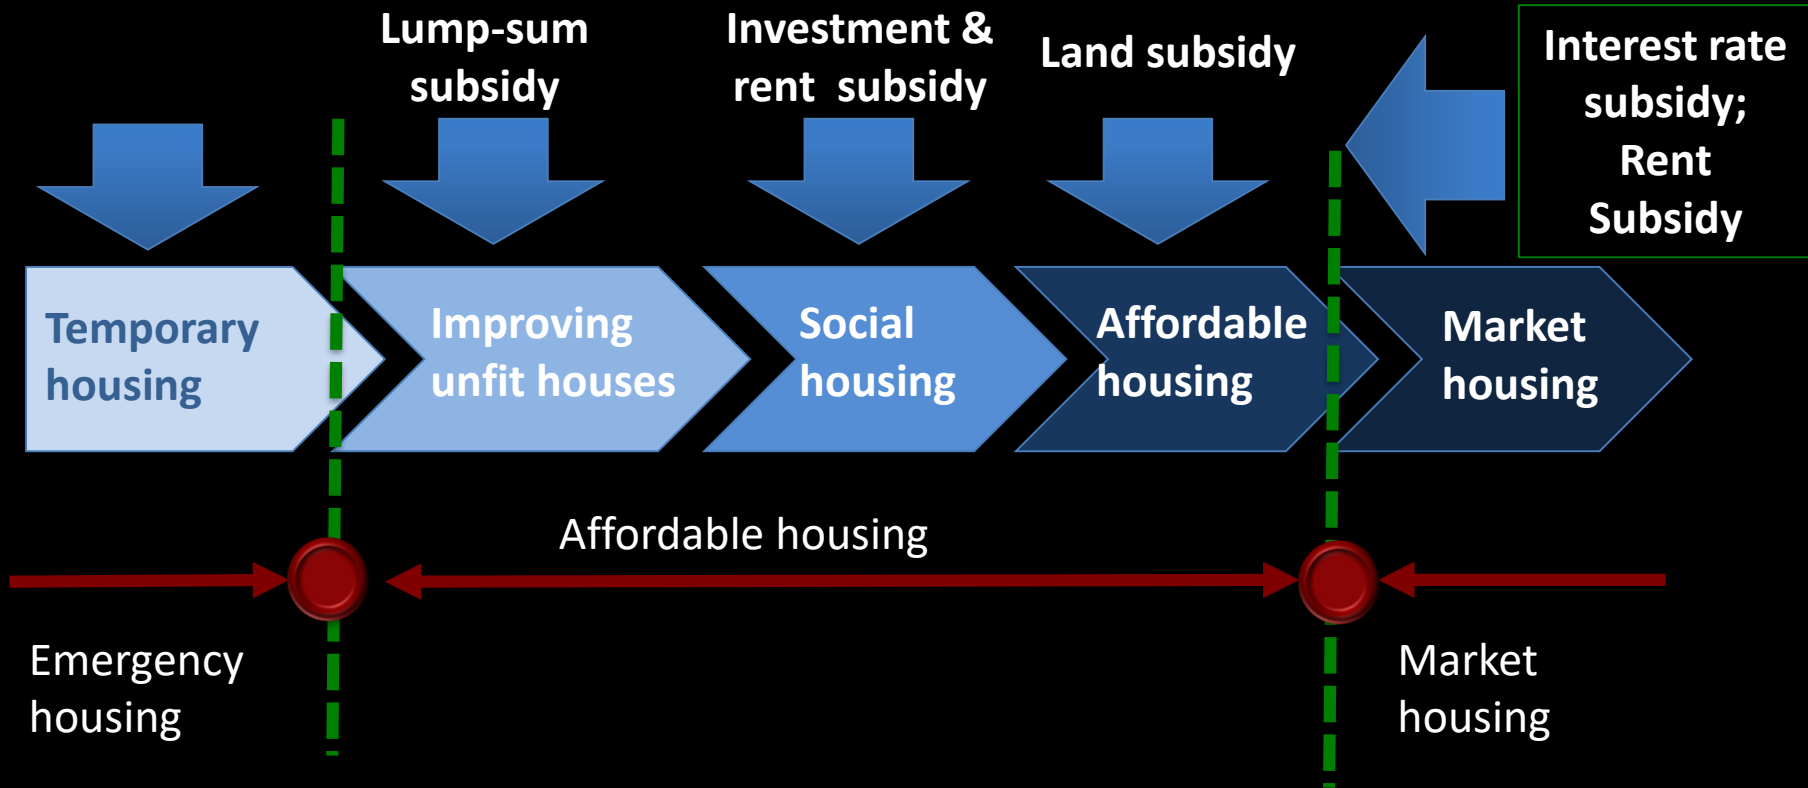 Lump-sum
subsidy
Investment &
rent  subsidy
Land subsidy
Interest rate
subsidy;
Rent
Subsidy
Temporary
housing
Improving
unfit houses
Social
housing
Affordable
housing
Market
housing
Affordable housing
Emergency
housing
Market
housing